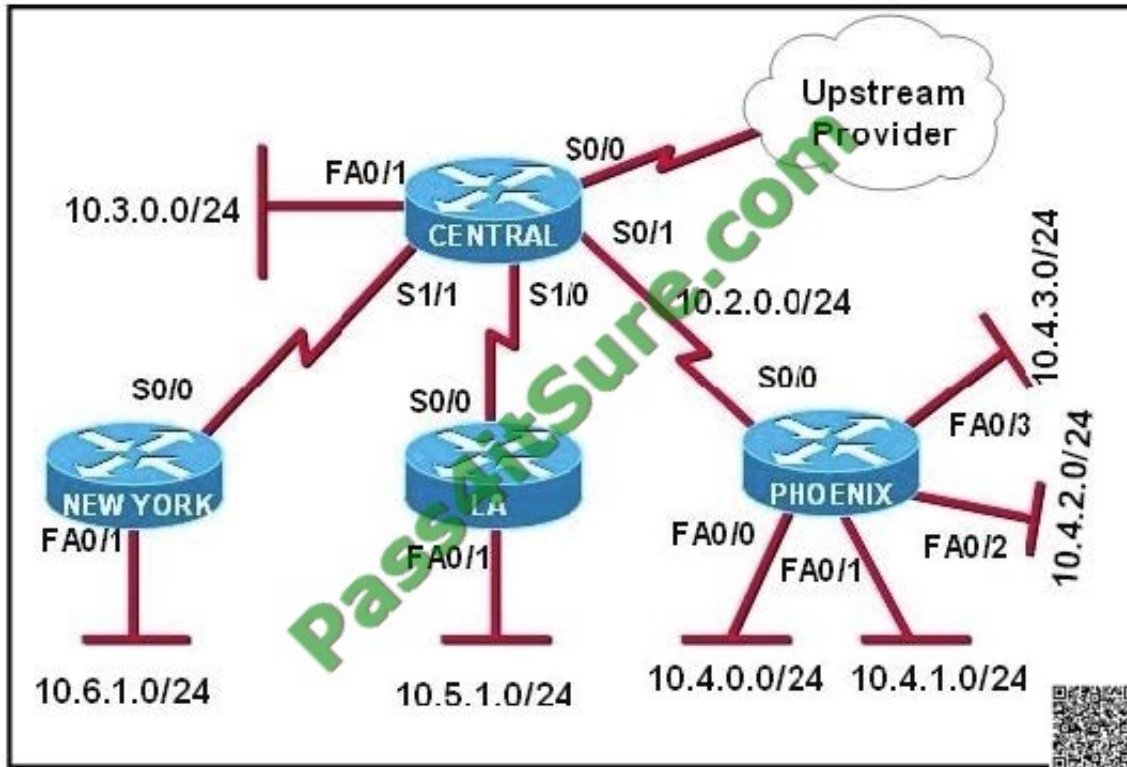 Upstream
Provider
S0/0
FA0/1
10.3.0.0/24
CENTRAL
S0/1
S1/1
S1/0
10.2.0.0/24
10.4.3.0/24
S0/0
S0/0
S0/0
FA0/3
NEW YORK
LA
PHOENIX
FA0/1
FA0/1
FA0/0
FA0/1
FA0/2
10.4.2.0/24
10.6.1.0/24
10.5.1.0/24
10.4.0.0/24
10.4.1.0/24
Pass4itSure.com